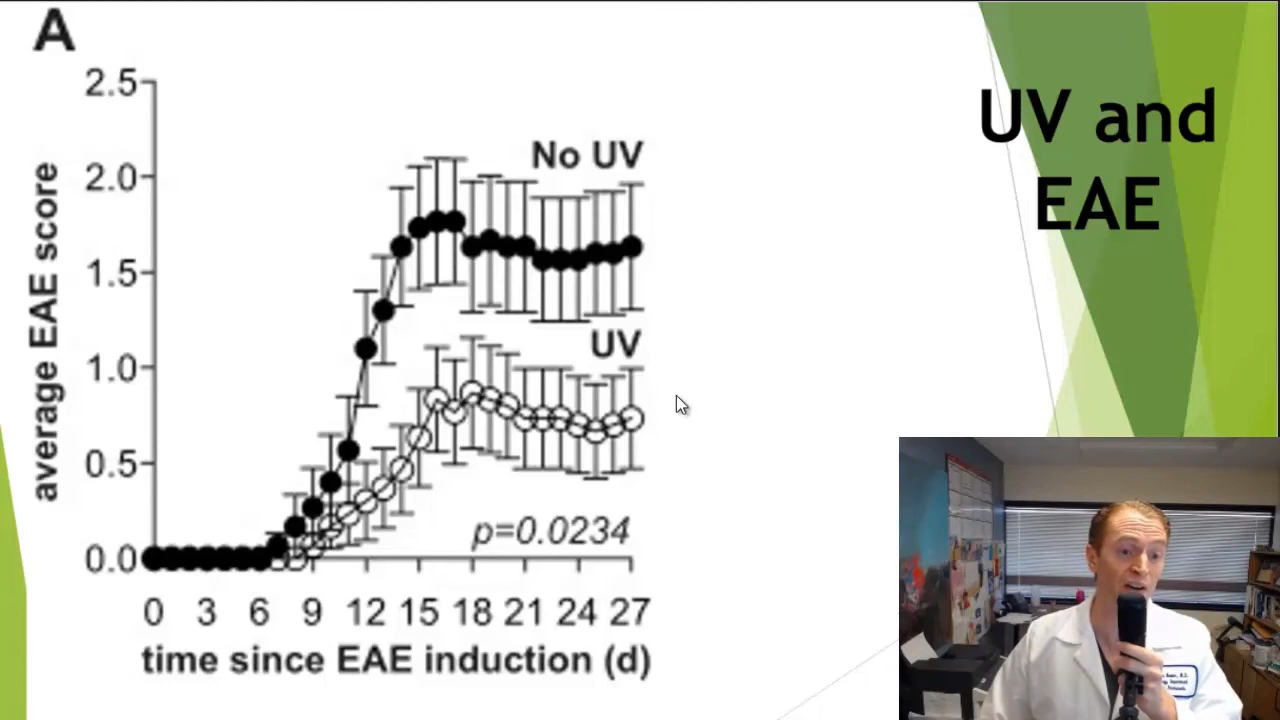 A
UV and
EAE
average EAE score
2.5
2.0
1.5
1.0
0.5
0.0
No UV
UV
p=0.0234
0 3 6 9 12 15 18 21 24 27
time since EAE induction (d)